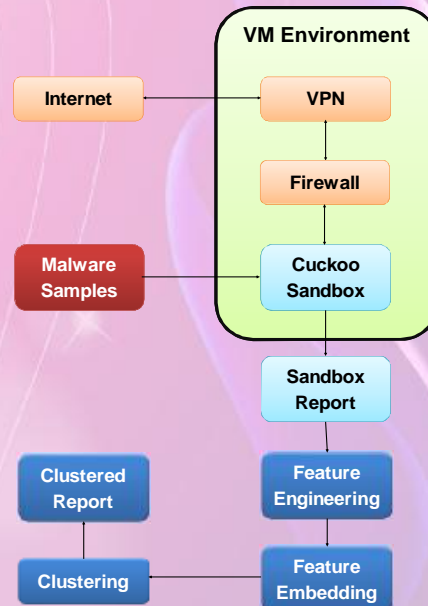 VM Environment
Internet
VPN
Firewall
Malware
Samples
Cuckoo
Sandbox
Sandbox
Report
Clustered
Report
Feature
Engineering
Clustering
Feature
Embedding